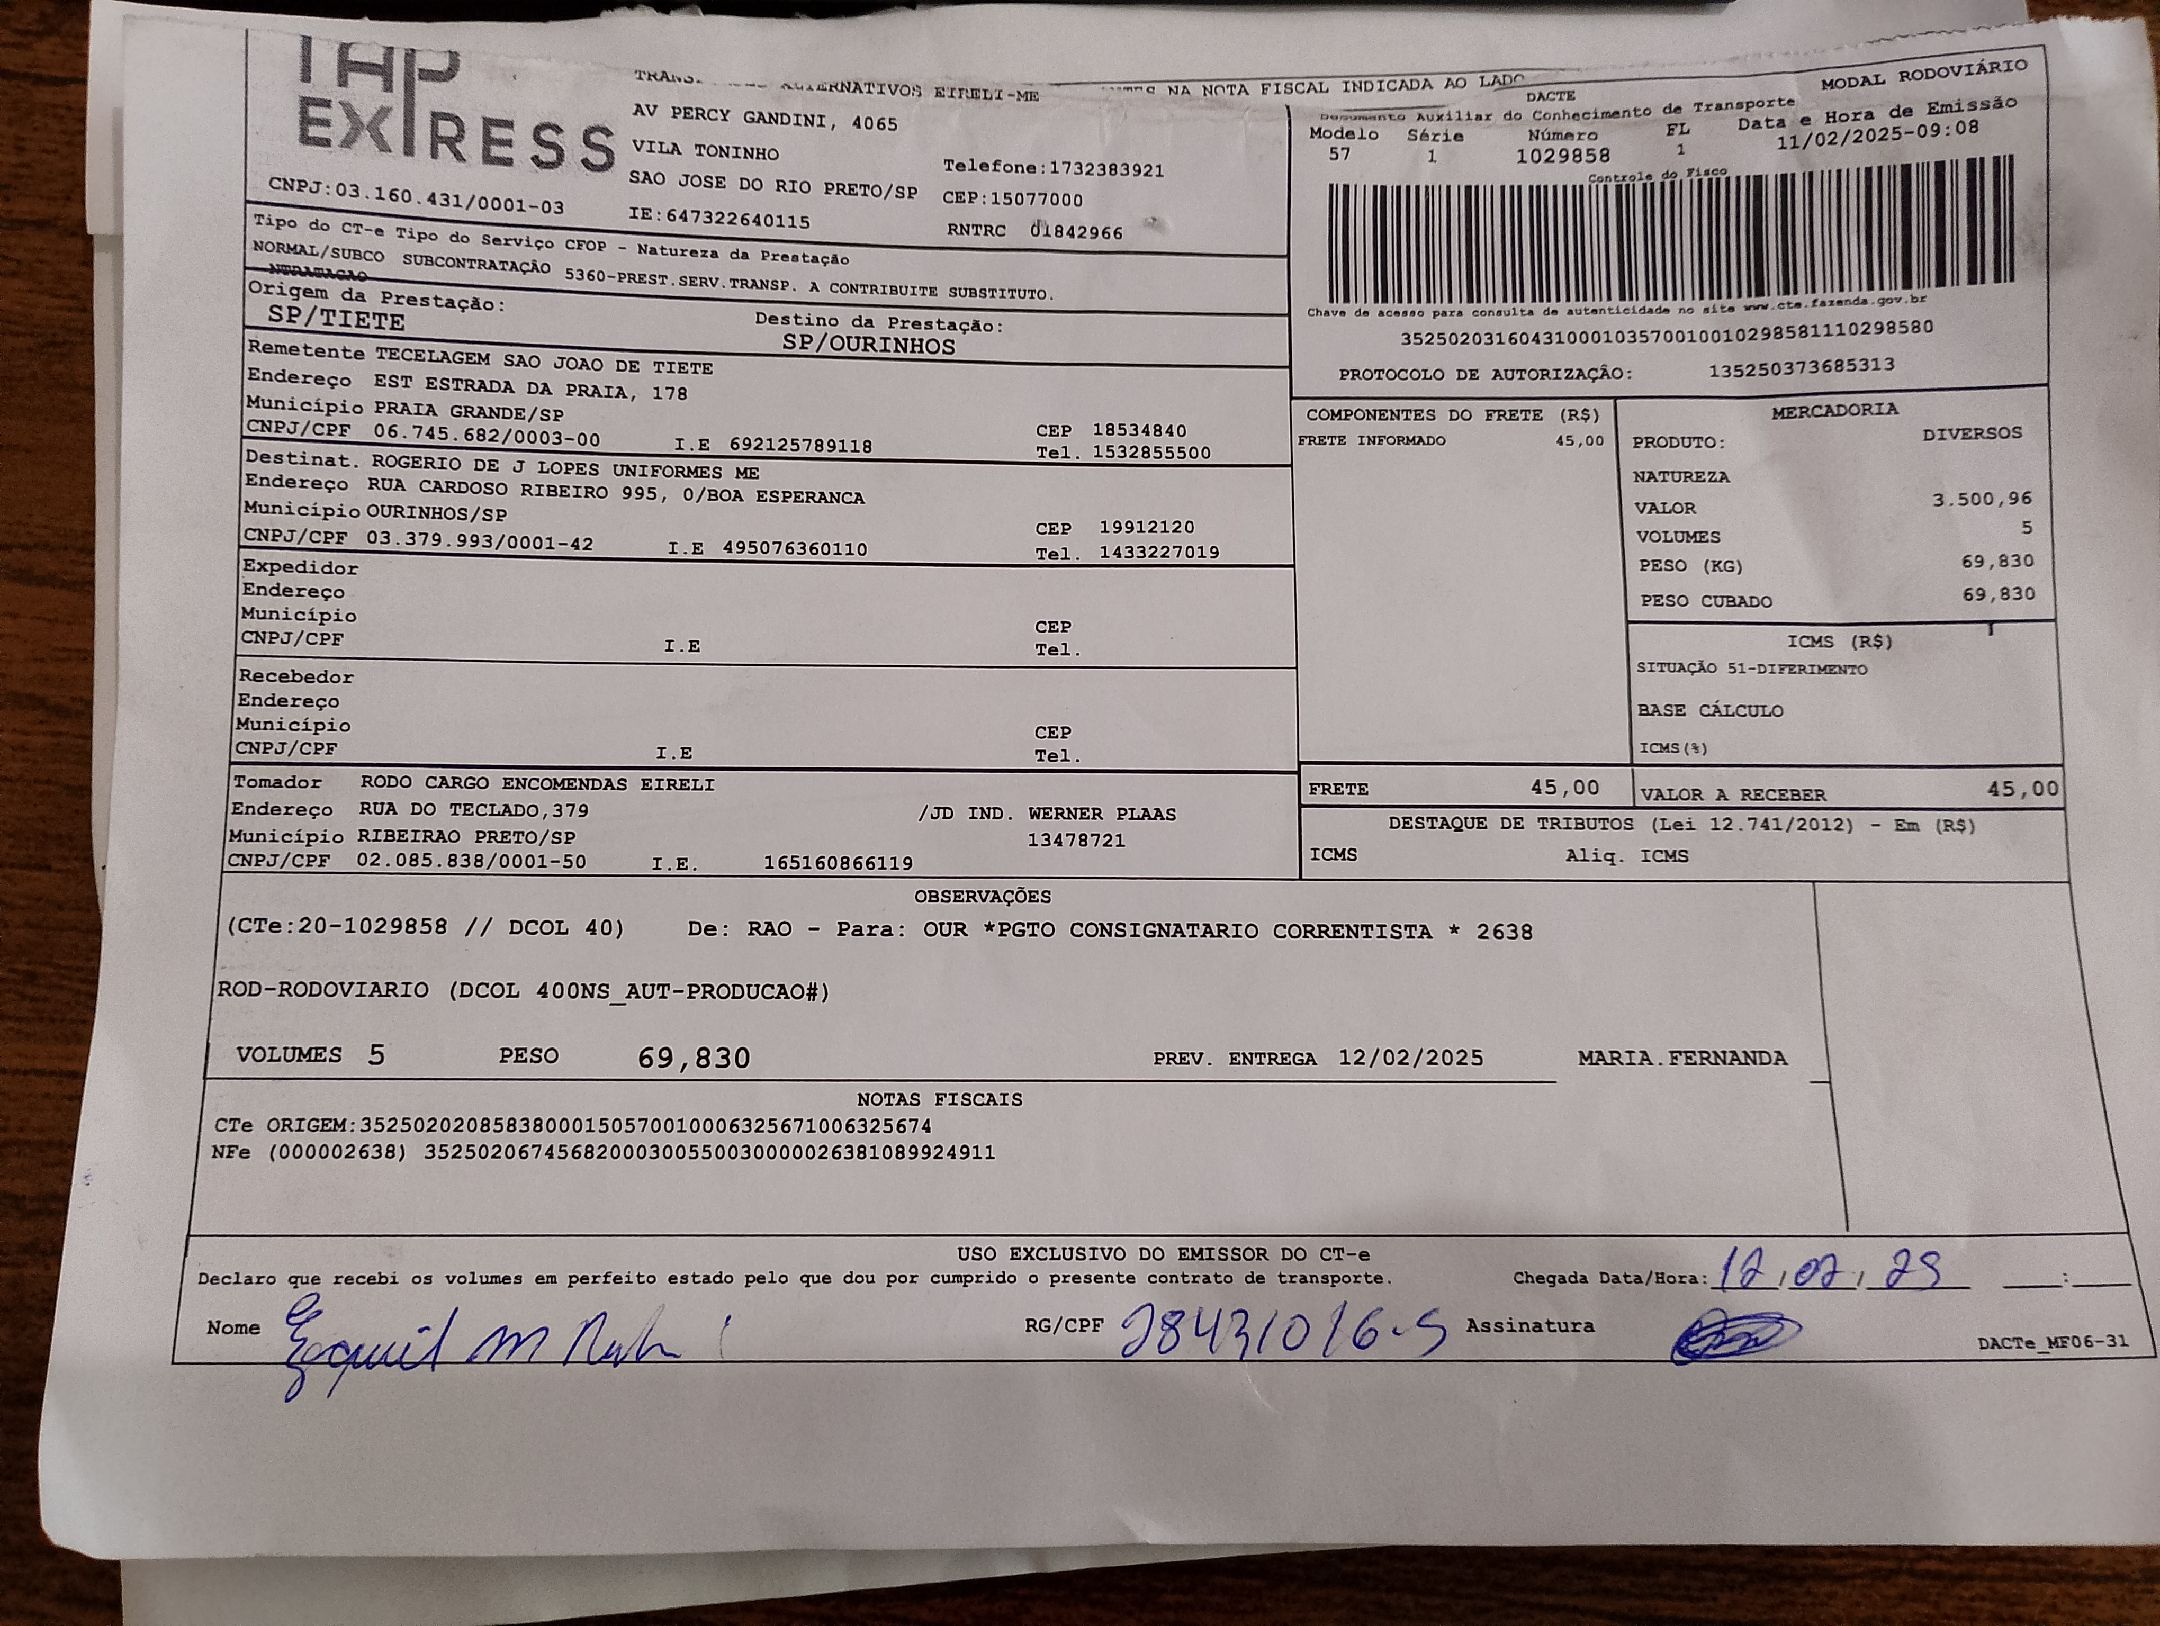 TAP
EXPRESS
ALTERNATIVOS EIRELI-ME
NA NOTA FISCAL INDICADA AO LADO
AV PERCY GANDINI, 4065
VILA TONINHO
Telefone:1732383921
SAO JOSE DO RIO PRETO/SP CEP:15077000
CNPJ:03.160.431/0001-03
IE:647322640115 RNTRC 01842966
DACTE MODAL RODOVIÁRIO
Documento Auxiliar do Conhecimento de Transporte
Modelo Série Número FL Data e Hora de Emissão
57 1 1029858 1 11/02/2025-09:08
Controle do Fisco
Chave de acesso para consulta de autenticidade no site www.cte.fazenda.gov.br
35250203160431000103570010010298581110298580
PROTOCOLO DE AUTORIZAÇÃO: 135250373685313
Tipo do CT-e Tipo do Serviço CFOP - Natureza da Prestação
NORMAL/SUBCO SUBCONTRATAÇÃO 5360-PREST.SERV.TRANSP. A CONTRIBUITE SUBSTITUTO.
NTRATACAO
Origem da Prestação: Destino da Prestação:
SP/TIETE SP/OURINHOS
Remetente TECELAGEM SAO JOAO DE TIETE
Endereço EST ESTRADA DA PRAIA, 178
Município PRAIA GRANDE/SP CEP 18534840
CNPJ/CPF 06.745.682/0003-00 I.E 692125789118 Tel. 1532855500
Destinat. ROGERIO DE J LOPES UNIFORMES ME
Endereço RUA CARDOSO RIBEIRO 995, 0/BOA ESPERANCA
Município OURINHOS/SP CEP 19912120
CNPJ/CPF 03.379.993/0001-42 I.E 495076360110 Tel. 1433227019
Expedidor
Endereço
Município CEP
CNPJ/CPF I.E Tel.
Recebedor
Endereço
Município CEP
CNPJ/CPF I.E Tel.
Tomador RODO CARGO ENCOMENDAS EIRELI
Endereço RUA DO TECLADO,379 /JD IND. WERNER PLAAS
Município RIBEIRAO PRETO/SP 13478721
CNPJ/CPF 02.085.838/0001-50 I.E. 165160866119
COMPONENTES DO FRETE (R$)
FRETE INFORMADO 45,00
MERCADORIA
PRODUTO: DIVERSOS
NATUREZA
VALOR 3.500,96
VOLUMES 5
PESO (KG) 69,830
PESO CUBADO 69,830
ICMS (R$)
SITUAÇÃO 51-DIFERIMENTO
BASE CÁLCULO
ICMS(%)
FRETE 45,00 VALOR A RECEBER 45,00
DESTAQUE DE TRIBUTOS (Lei 12.741/2012) - Em (R$)
ICMS Aliq. ICMS
OBSERVAÇÕES
(CTe:20-1029858 // DCOL 40) De: RAO - Para: OUR *PGTO CONSIGNATARIO CORRENTISTA * 2638
ROD-RODOVIARIO (DCOL 400NS_AUT-PRODUCAO#)
VOLUMES 5 PESO 69,830 PREV. ENTREGA 12/02/2025 MARIA.FERNANDA
NOTAS FISCAIS
CTe ORIGEM:35250202085838000150570010006325671006325674
NFe (000002638) 35250206745682000300550030000026381089924911
USO EXCLUSIVO DO EMISSOR DO CT-e
Declaro que recebi os volumes em perfeito estado pelo que dou por cumprido o presente contrato de transporte. Chegada Data/Hora: 12,02,25 :
Nome RG/CPF 28431016-5 Assinatura
DACTe_MF06-31